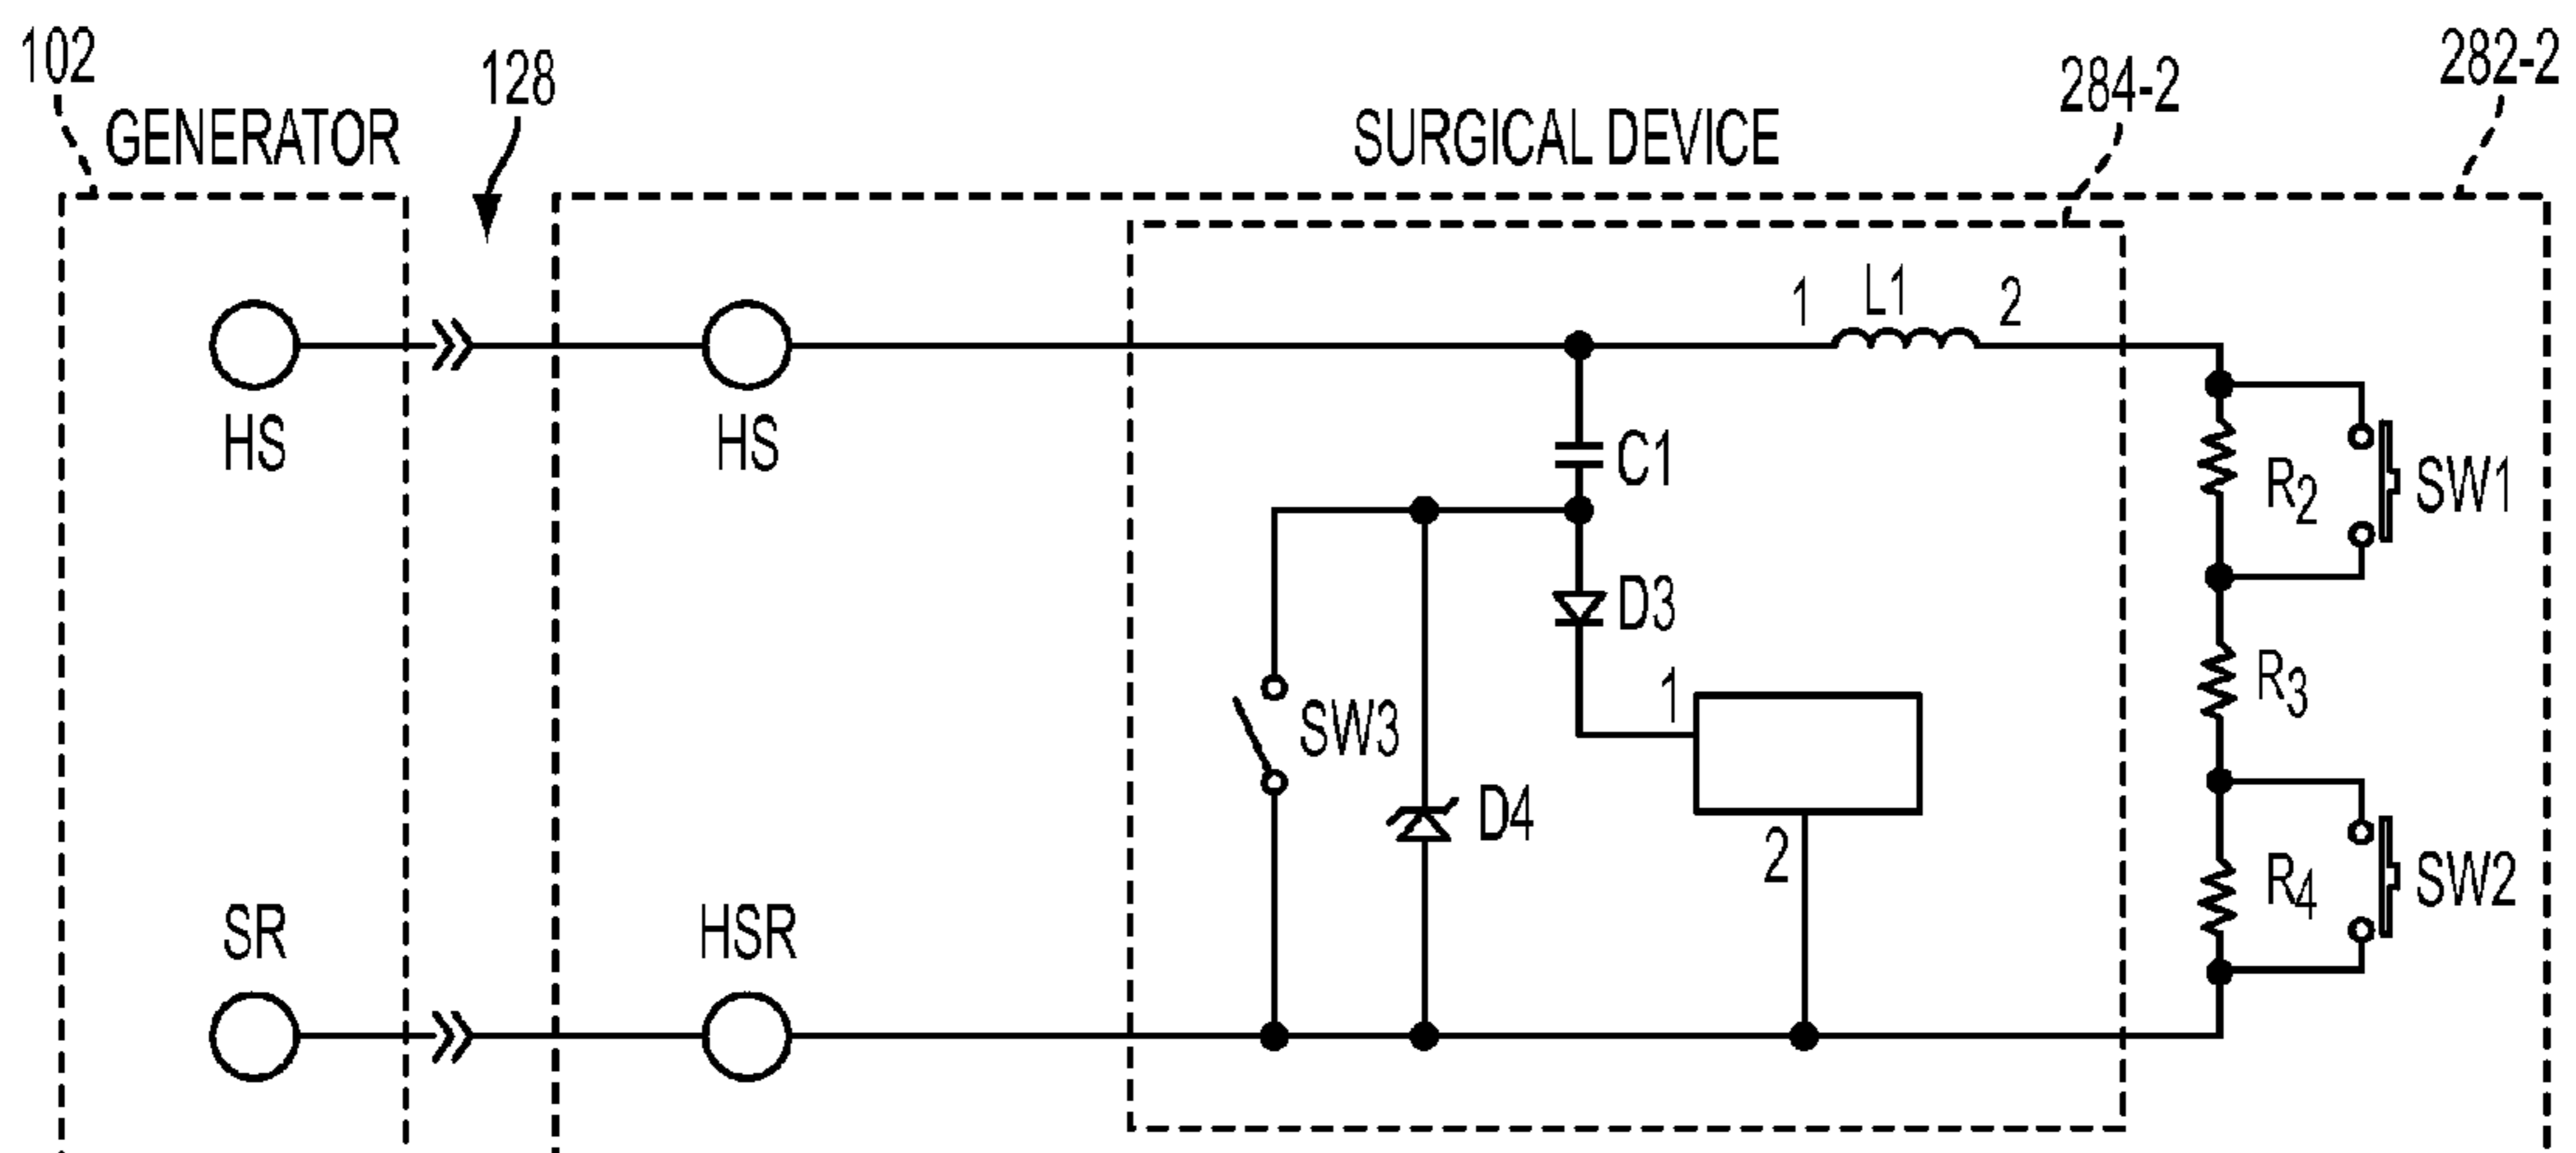 102
128
284-2
282-2
GENERATOR
SURGICAL DEVICE
1
L1
2
HS
HS
C1
R2
SW1
D3
1
R3
SW3
D4
2
R4
SW2
SR
HSR